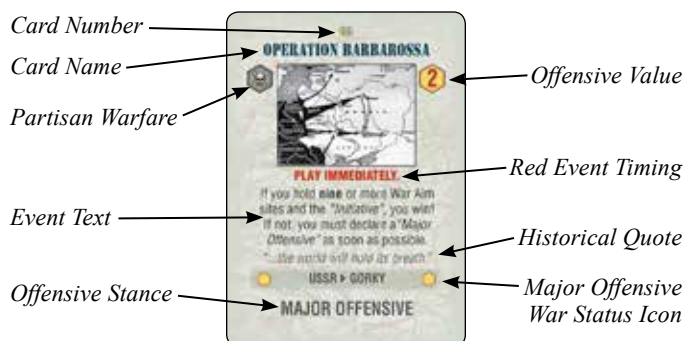 Card Number
OPERATION BARBAROSSA
Card Name
Offensive Value
2
Partisan Warfare
PLAY IMMEDIATELY.
Red Event Timing
If you hold nine or more War Aim
sites and the "Initiative", you win!
If not, you must declare a "Major
Offensive" as soon as possible.
Event Text
"...the world will hold its breath"
Historical Quote
USSR ▸ GORKY
Offensive Stance
MAJOR OFFENSIVE
Major Offensive
War Status Icon